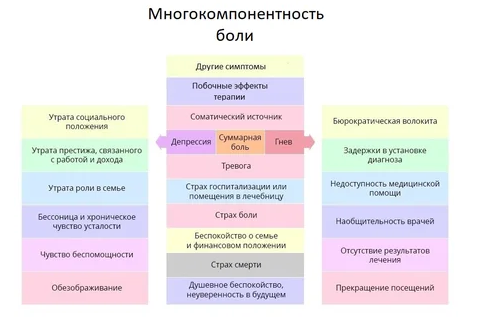 Многокомпонентность
боли
Другие симптомы
Побочные эффекты
терапии
Соматический источник
Депрессия
Суммарная
боль
Гнев
Тревога
Страх госпитализации или
помещения в лечебницу
Страх боли
Беспокойство о семье
и финансовом положении
Страх смерти
Душевное беспокойство,
неуверенность в будущем
Утрата социального
положения
Утрата престижа, связанного
с работой и дохода
Утрата роли в семье
Бессоница и хроническое
чувство усталости
Чувство беспомощности
Обезображивание
Бюрократическая волокита
Задержки в установке
диагноза
Недоступность медицинской
помощи
Наобщительность врачей
Отсутствие результатов
лечения
Прекращение посещений